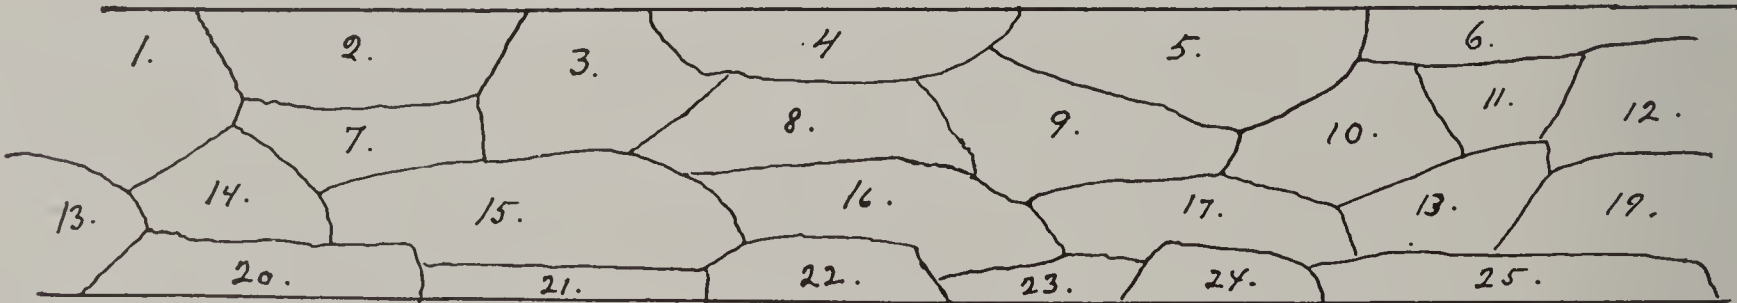 1. 2. 3. 4 5. 6.
7. 8. 9. 10. 11. 12.
13. 14. 15. 16. 17. 13. 19.
20. 21. 22. 23. 24. 25.